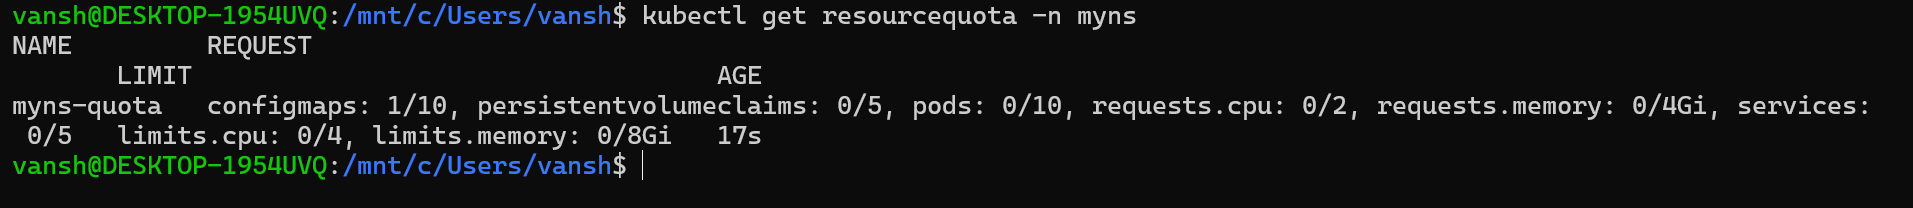 vansh@DESKTOP-1954UVQ:/mnt/c/Users/vansh$ kubectl get resourcequota -n myns
NAME         REQUEST
       LIMIT                                   AGE
myns-quota   configmaps: 1/10, persistentvolumeclaims: 0/5, pods: 0/10, requests.cpu: 0/2, requests.memory: 0/4Gi, services:
 0/5   limits.cpu: 0/4, limits.memory: 0/8Gi   17s
vansh@DESKTOP-1954UVQ:/mnt/c/Users/vansh$